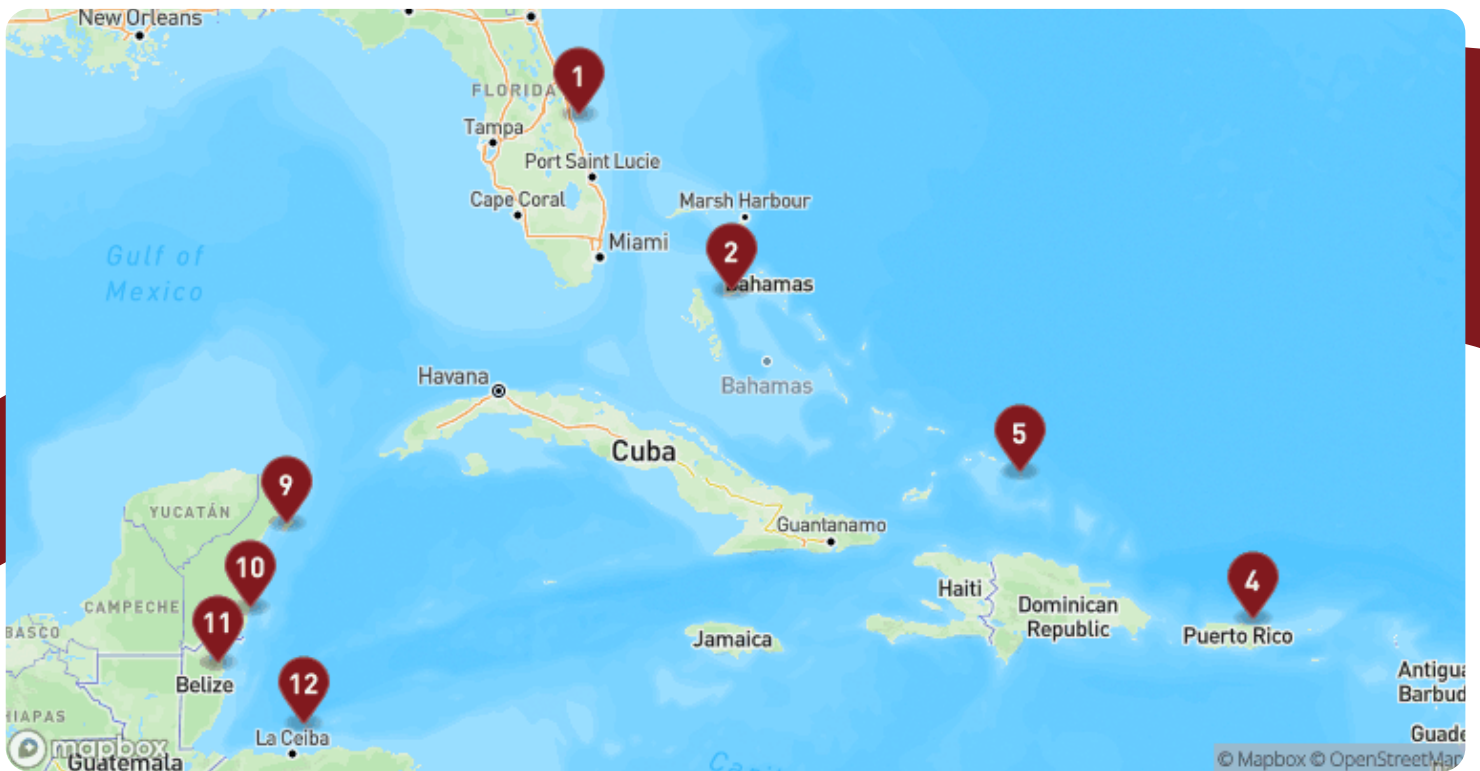 New Orleans
1
FLORIDA
Tampa
Port Saint Lucie
Cape Coral
Marsh Harbour
Miami
2
Gulf of
Mexico
Bahamas
Havana
Bahamas
5
Cuba
9
YUCATÁN
Guantanamo
10
4
Haiti
CAMPECHE
Dominican
Republic
11
BASCO
Jamaica
Puerto Rico
Belize
12
Antigua
Barbud
HIAPAS
La Ceiba
Guade
mapbox
Guatemala
© Mapbox © OpenStreetMap